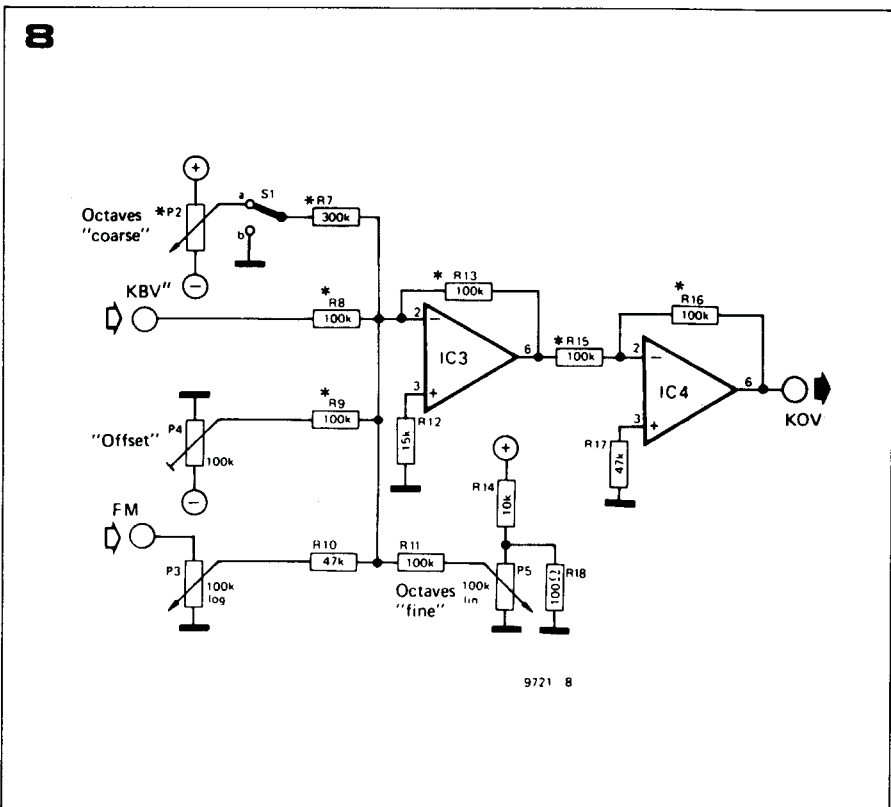 8
+
a S1 *R7
Octaves *P2 300k
"coarse" b
−
KBV" * R8 100k
* R13 100k
* R16 100k
2 − IC3 6 *R15 100k 2 − IC4 6
3 + R12 15k
3 + R17 47k
KOV
* R9 100k
"Offset" P4 100k
−
+
R14 10k
FM
P3 100k log
R10 47k
R11 100k
Octaves "fine"
100k lin P5
R18 100Ω
9721 8